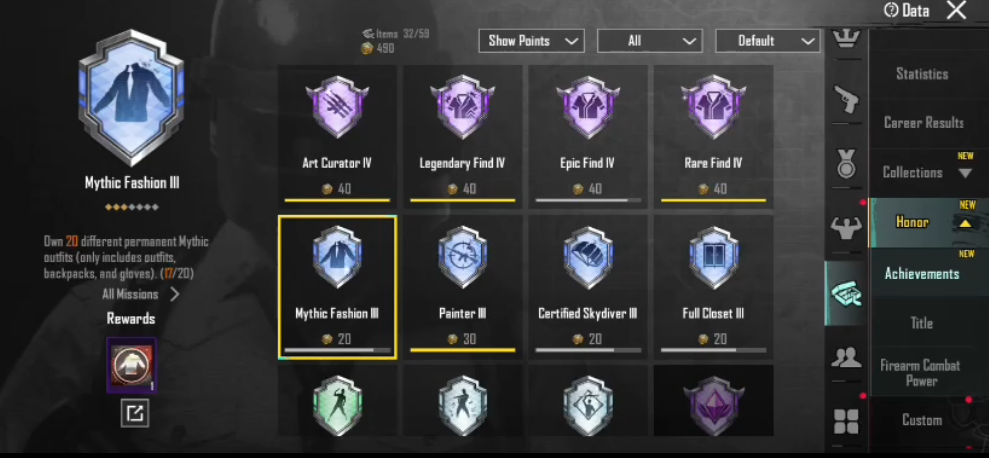 Data
Items 32/59
490
Show Points
All
Default
Mythic Fashion III
Own 20 different permanent Mythic
outfits (only includes outfits,
backpacks, and gloves). (17/20)
All Missions
Rewards
1
Art Curator IV
40
Legendary Find IV
40
Epic Find IV
40
Rare Find IV
40
Mythic Fashion III
20
Painter III
30
Certified Skydiver III
20
Full Closet III
20
Statistics
Career Results
NEW
Collections
NEW
Honor
NEW
Achievements
Title
Firearm Combat
Power
Custom